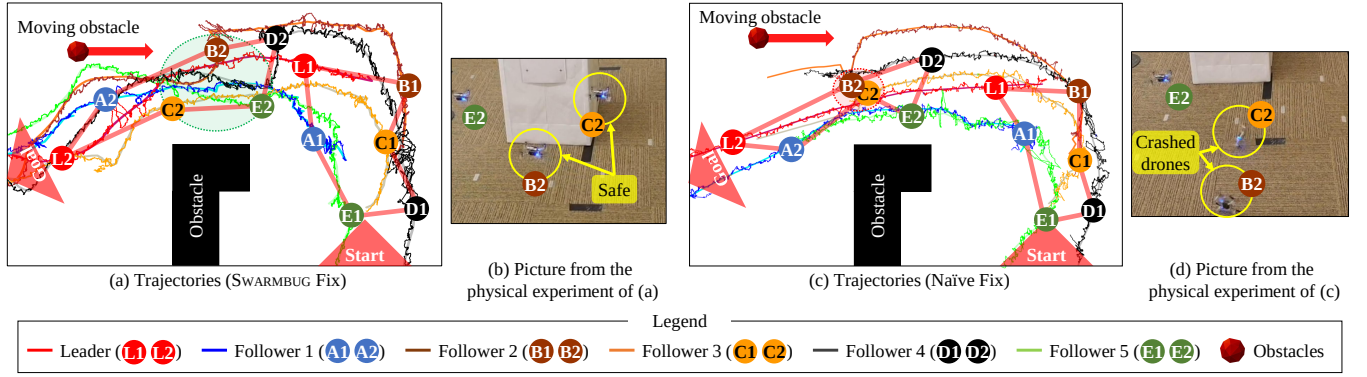 Moving obstacle
B2
D2
L1
B1
A2
C2
E2
A1
C1
L2
Goal
Obstacle
E1
D1
Start
(a) Trajectories (SWARMBUG Fix)
E2
C2
B2
Safe
(b) Picture from the
physical experiment of (a)
Moving obstacle
D2
B2
C2
L1
B1
E2
A1
L2
A2
C1
Goal
Obstacle
E1
D1
Start
(c) Trajectories (Naïve Fix)
E2
C2
Crashed
drones
B2
(d) Picture from the
physical experiment of (c)
Legend
Leader (L1 L2) Follower 1 (A1 A2) Follower 2 (B1 B2) Follower 3 (C1 C2) Follower 4 (D1 D2) Follower 5 (E1 E2) Obstacles